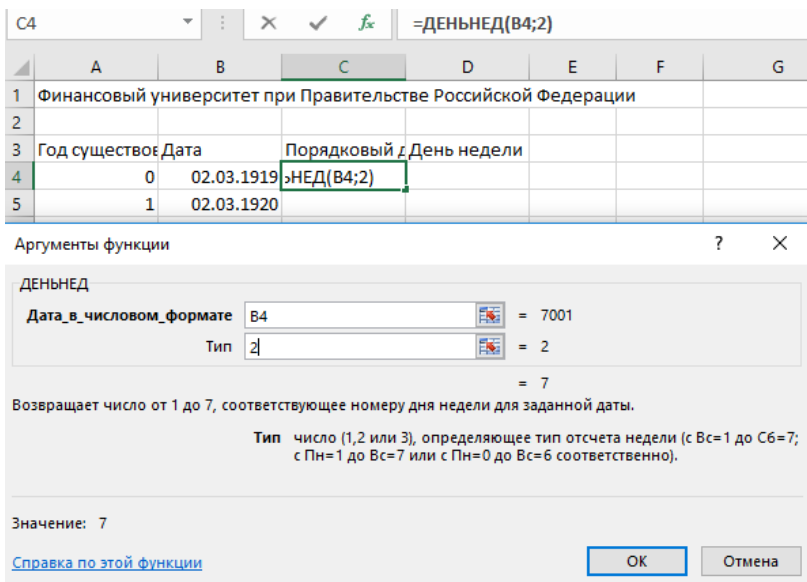 C4 fx =ДЕНЬНЕД(B4;2)
A B C D E F G
1 Финансовый университет при Правительстве Российской Федерации
2
3 Год существов Дата Порядковый д День недели
4 0 02.03.1919 ьНЕД(B4;2)
5 1 02.03.1920
Аргументы функции ? ×
ДЕНЬНЕД
Дата_в_числовом_формате B4 = 7001
Тип 2 = 2
= 7
Возвращает число от 1 до 7, соответствующее номеру дня недели для заданной даты.
Тип число (1,2 или 3), определяющее тип отсчета недели (с Вс=1 до Сб=7;
с Пн=1 до Вс=7 или с Пн=0 до Вс=6 соответственно).
Значение: 7
Справка по этой функции ОК Отмена